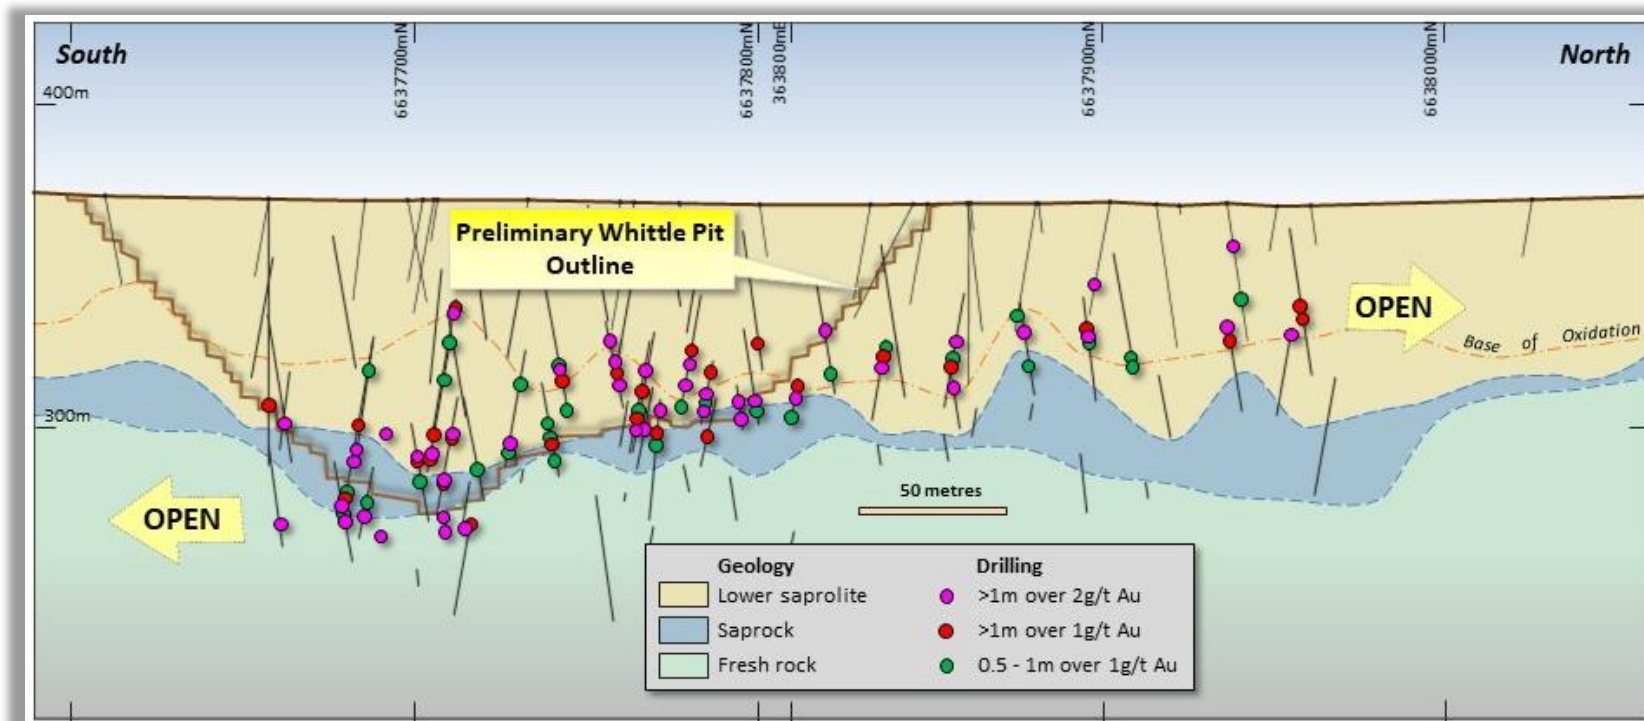 South
North
6637700mN
6637800mN
363800mE
6637900mN
6638000mN
400m
Preliminary Whittle Pit
Outline
OPEN
Base of Oxidation
300m
50 metres
OPEN
Geology
Drilling
Lower saprolite
>1m over 2g/t Au
Saprock
>1m over 1g/t Au
Fresh rock
0.5 - 1m over 1g/t Au